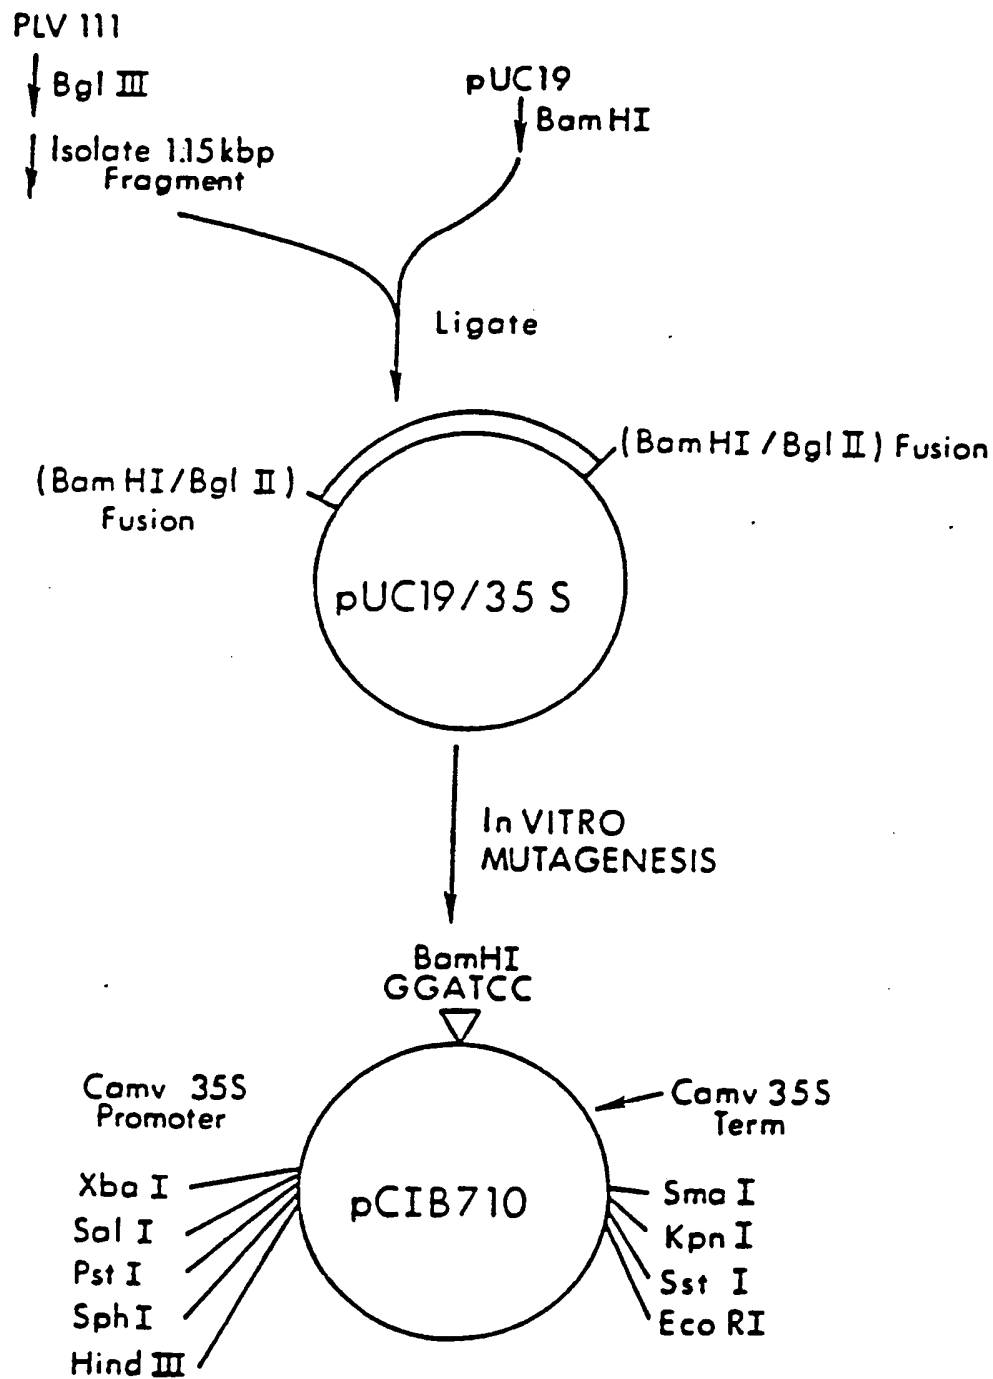 PLV 111
Bgl III
Isolate 1.15kbp
Fragment
pUC19
BamHI
Ligate
(BamHI/Bgl II) Fusion
(BamHI/Bgl II)
Fusion
pUC19/35 S
In VITRO
MUTAGENESIS
BamHI
GGATCC
Camv 35S
Promoter
Camv 35S
Term
pCIB710
Xba I
Sal I
Pst I
Sph I
Hind III
Sma I
Kpn I
Sst I
Eco RI